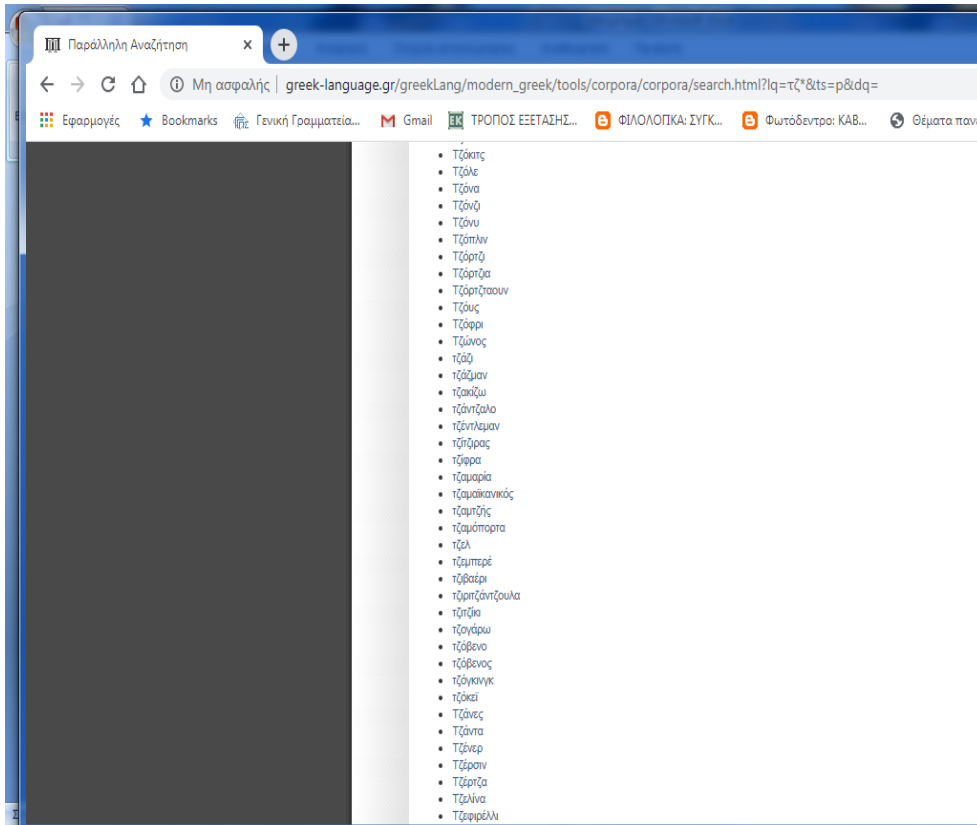 Παράλληλη Αναζήτηση
Μη ασφαλής | greek-language.gr/greekLang/modern_greek/tools/corpora/corpora/search.html?lq=τζ*&ts=p&dq=
Εφαρμογές Bookmarks Γενική Γραμματεία... Gmail ΤΡΟΠΟΣ ΕΞΕΤΑΣΗΣ... ΦΙΛΟΛΟΓΙΚΑ: ΣΥΓΚ... Φωτόδεντρο: ΚΑΒ... Θέματα παν
Τζόκιτς
Τζόλε
Τζόνα
Τζόνζι
Τζόνυ
Τζόπλιν
Τζόρτζι
Τζόρτζια
Τζόρτζταουν
Τζόυς
Τζόφρι
Τζώνος
τζάζι
τζάζμαν
τζακίζω
τζάντζαλο
τζέντλεμαν
τζίτζιρας
τζίφρα
τζαμαρία
τζαμαϊκανικός
τζαμτζής
τζαμόπορτα
τζελ
τζεμπερέ
τζιβαέρι
τζιριτζάντζουλα
τζιτζίκι
τζογάρω
τζόβενο
τζόβενος
τζόγκινγκ
τζόκεϊ
Τζάνες
Τζάντα
Τζένερ
Τζέρσιν
Τζέρτζα
Τζελίνα
Τζεφιρέλλι